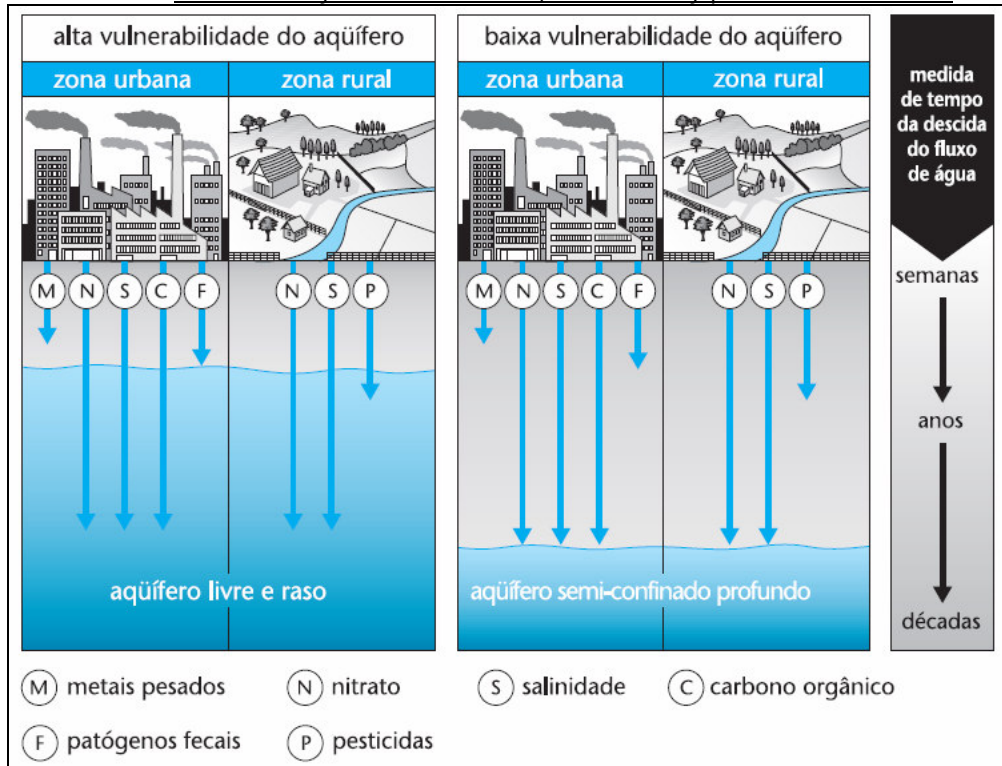 alta vulnerabilidade do aqüífero
zona urbana
zona rural
M N S C F
N S P
aqüífero livre e raso
baixa vulnerabilidade do aqüífero
zona urbana
zona rural
M N S C F
N S P
aqüífero semi-confinado profundo
medida
de tempo
da descida
do fluxo
de água
semanas
anos
décadas
M metais pesados
N nitrato
S salinidade
C carbono orgânico
F patógenos fecais
P pesticidas